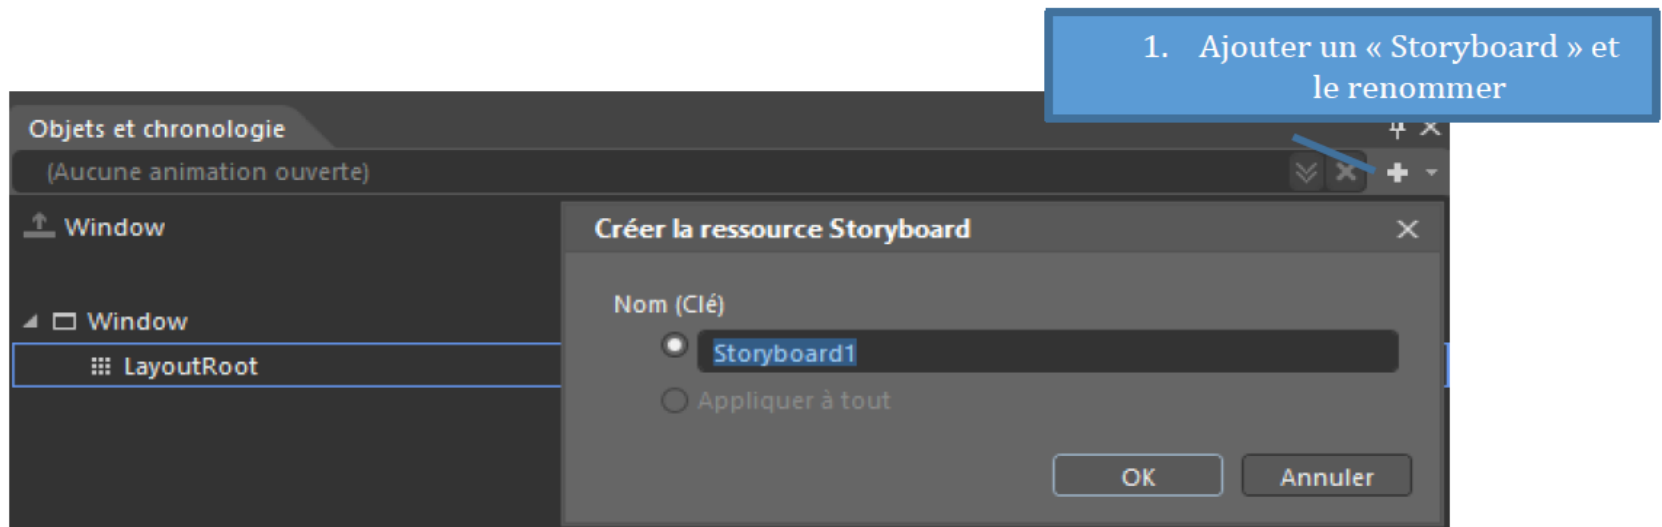 1. Ajouter un « Storyboard » et
le renommer
Objets et chronologie
(Aucune animation ouverte)
Window
Créer la ressource Storyboard
Nom (Clé)
Window
Storyboard1
LayoutRoot
Appliquer à tout
OK
Annuler